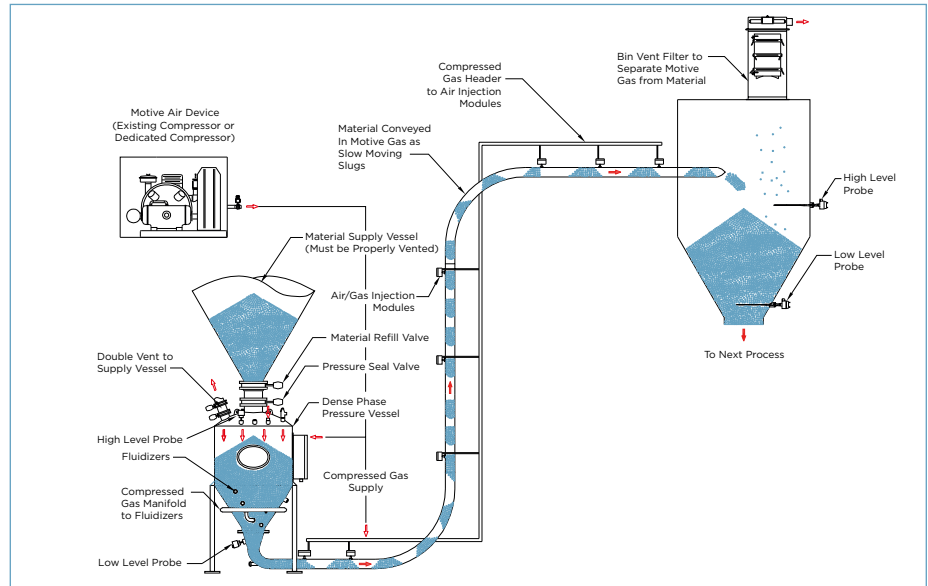 Motive Air Device
(Existing Compressor or
Dedicated Compressor)
Compressed
Gas Header
to Air Injection
Modules
Bin Vent Filter to
Separate Motive
Gas from Material
Material Conveyed
In Motive Gas as
Slow Moving
Slugs
High Level
Probe
Material Supply Vessel
(Must be Properly Vented)
Low Level
Probe
Air/Gas Injection
Modules
Material Refill Valve
To Next Process
Double Vent to
Supply Vessel
Pressure Seal Valve
Dense Phase
Pressure Vessel
High Level Probe
Fluidizers
Compressed Gas
Supply
Compressed
Gas Manifold
to Fluidizers
Low Level Probe